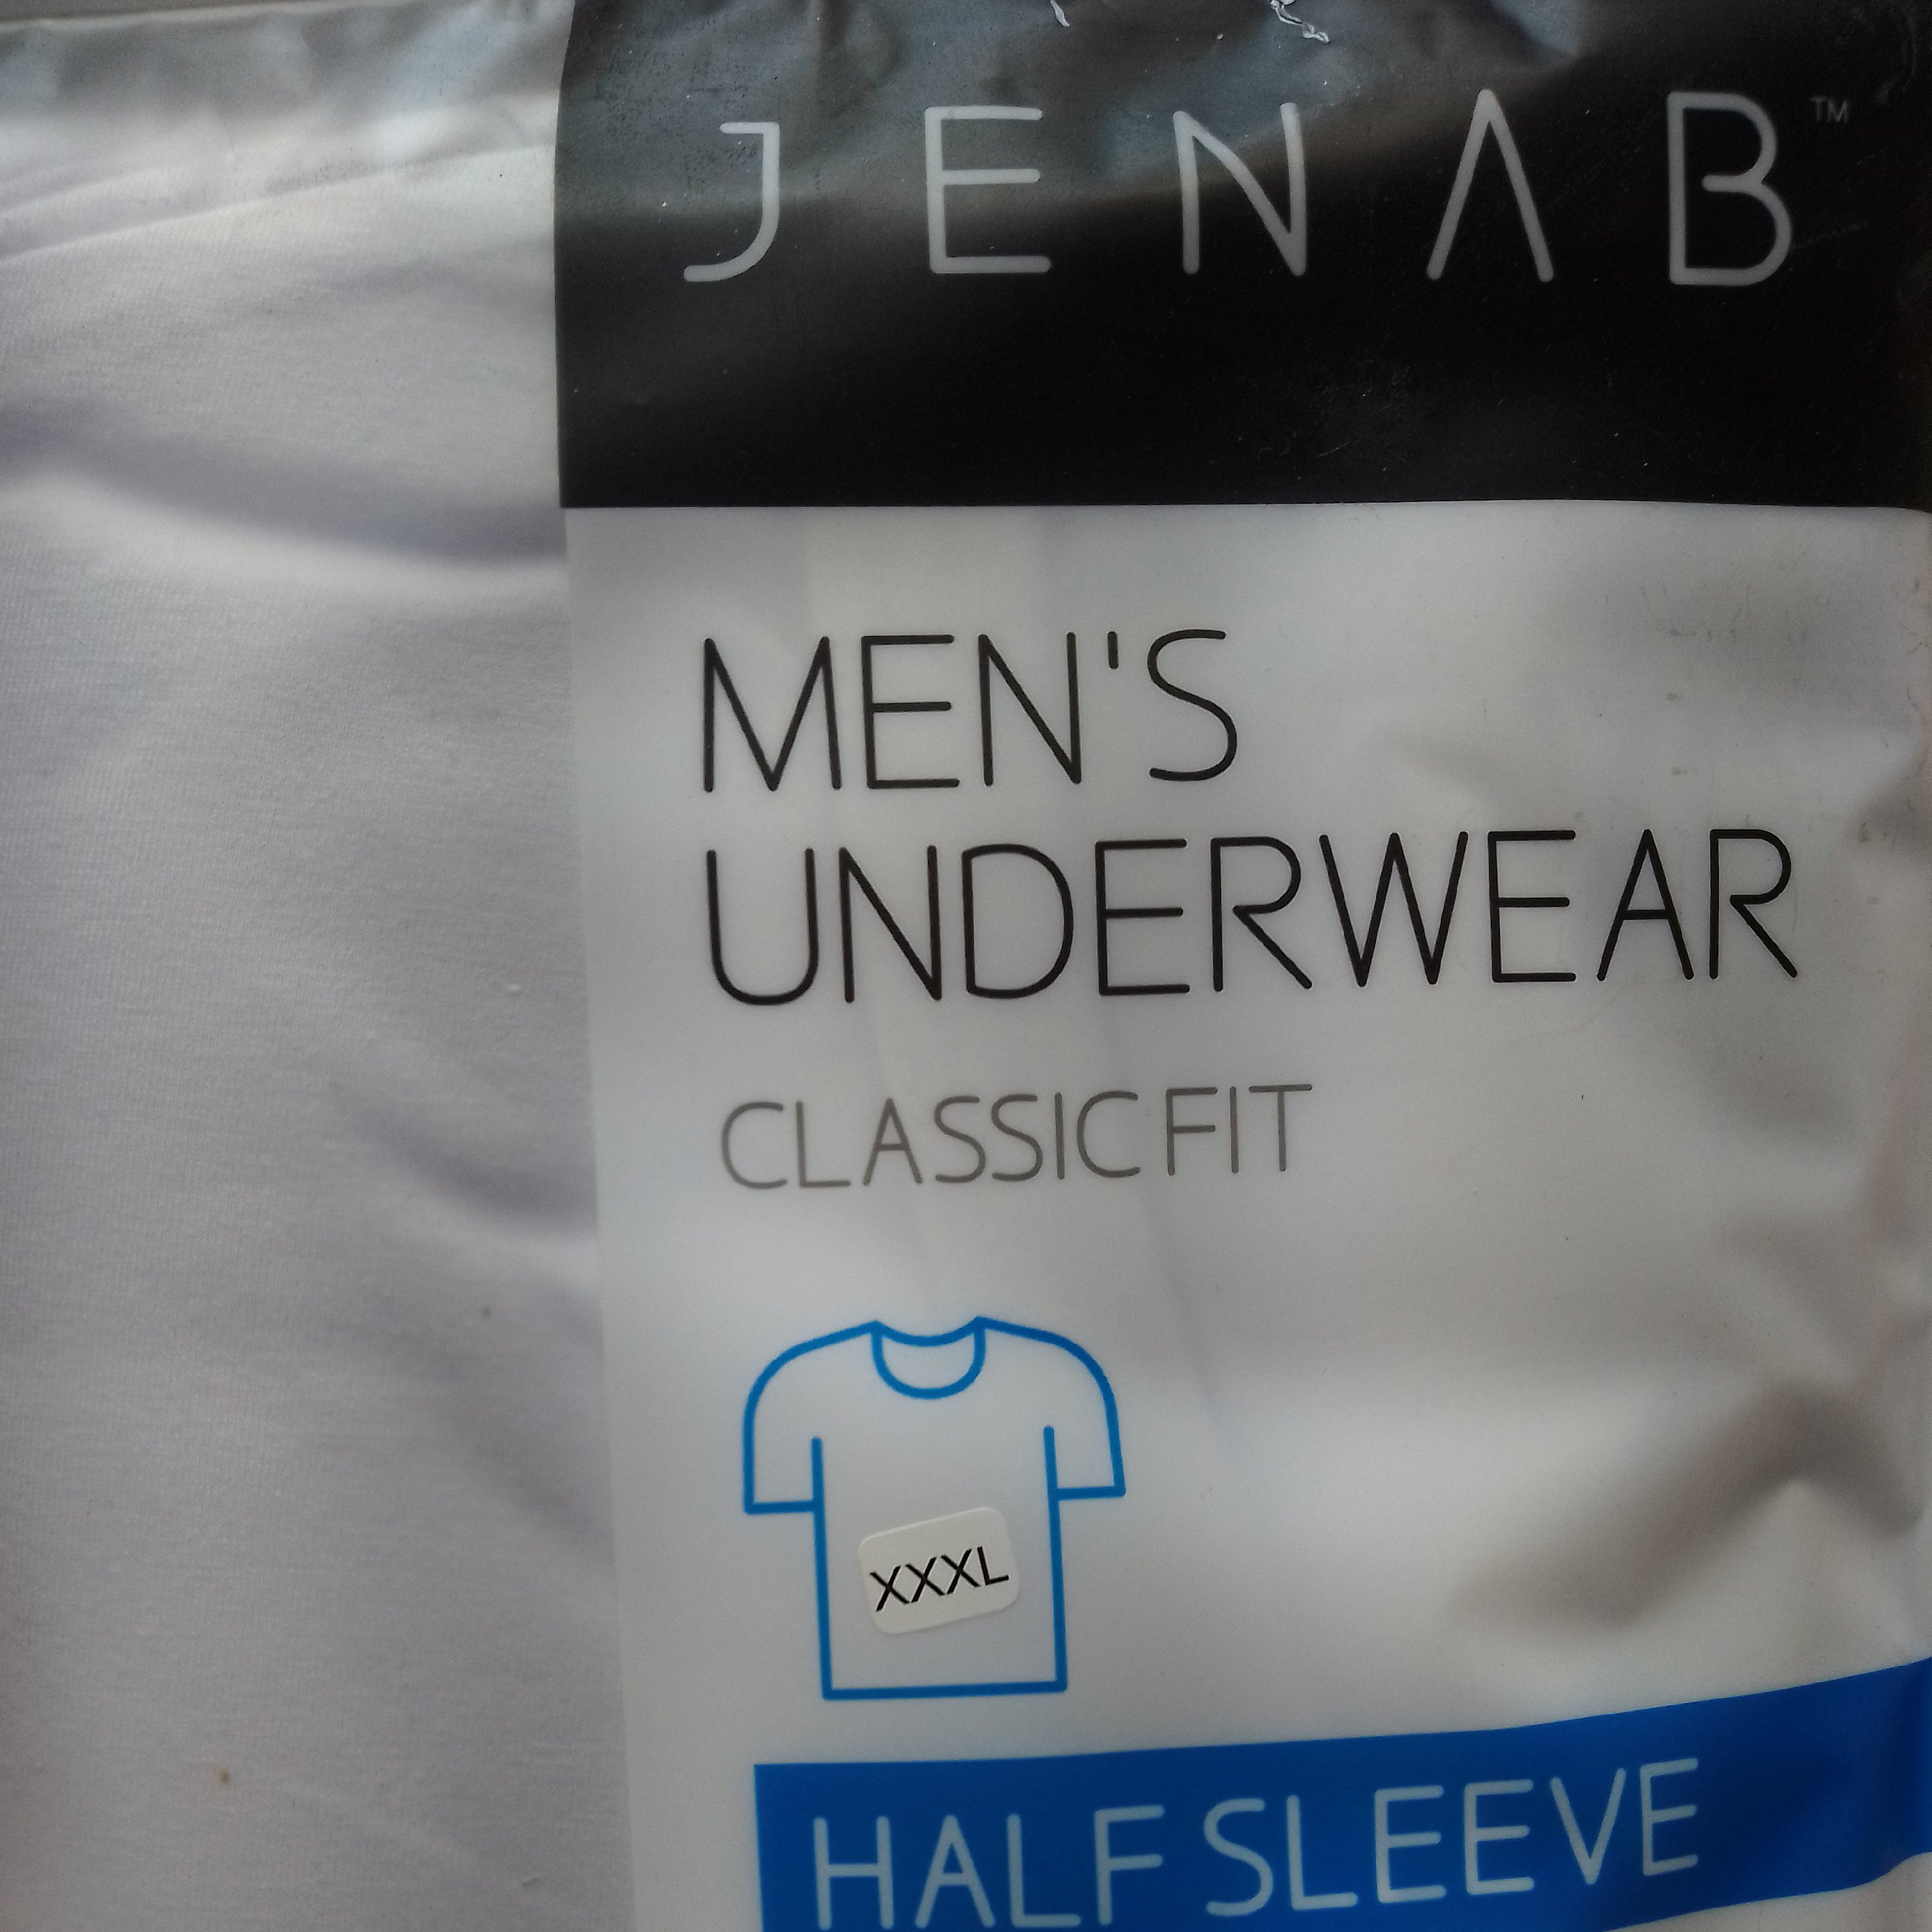 JENAB™
MEN'S
UNDERWEAR
CLASSIC FIT
XXXL
HALF SLEEVE